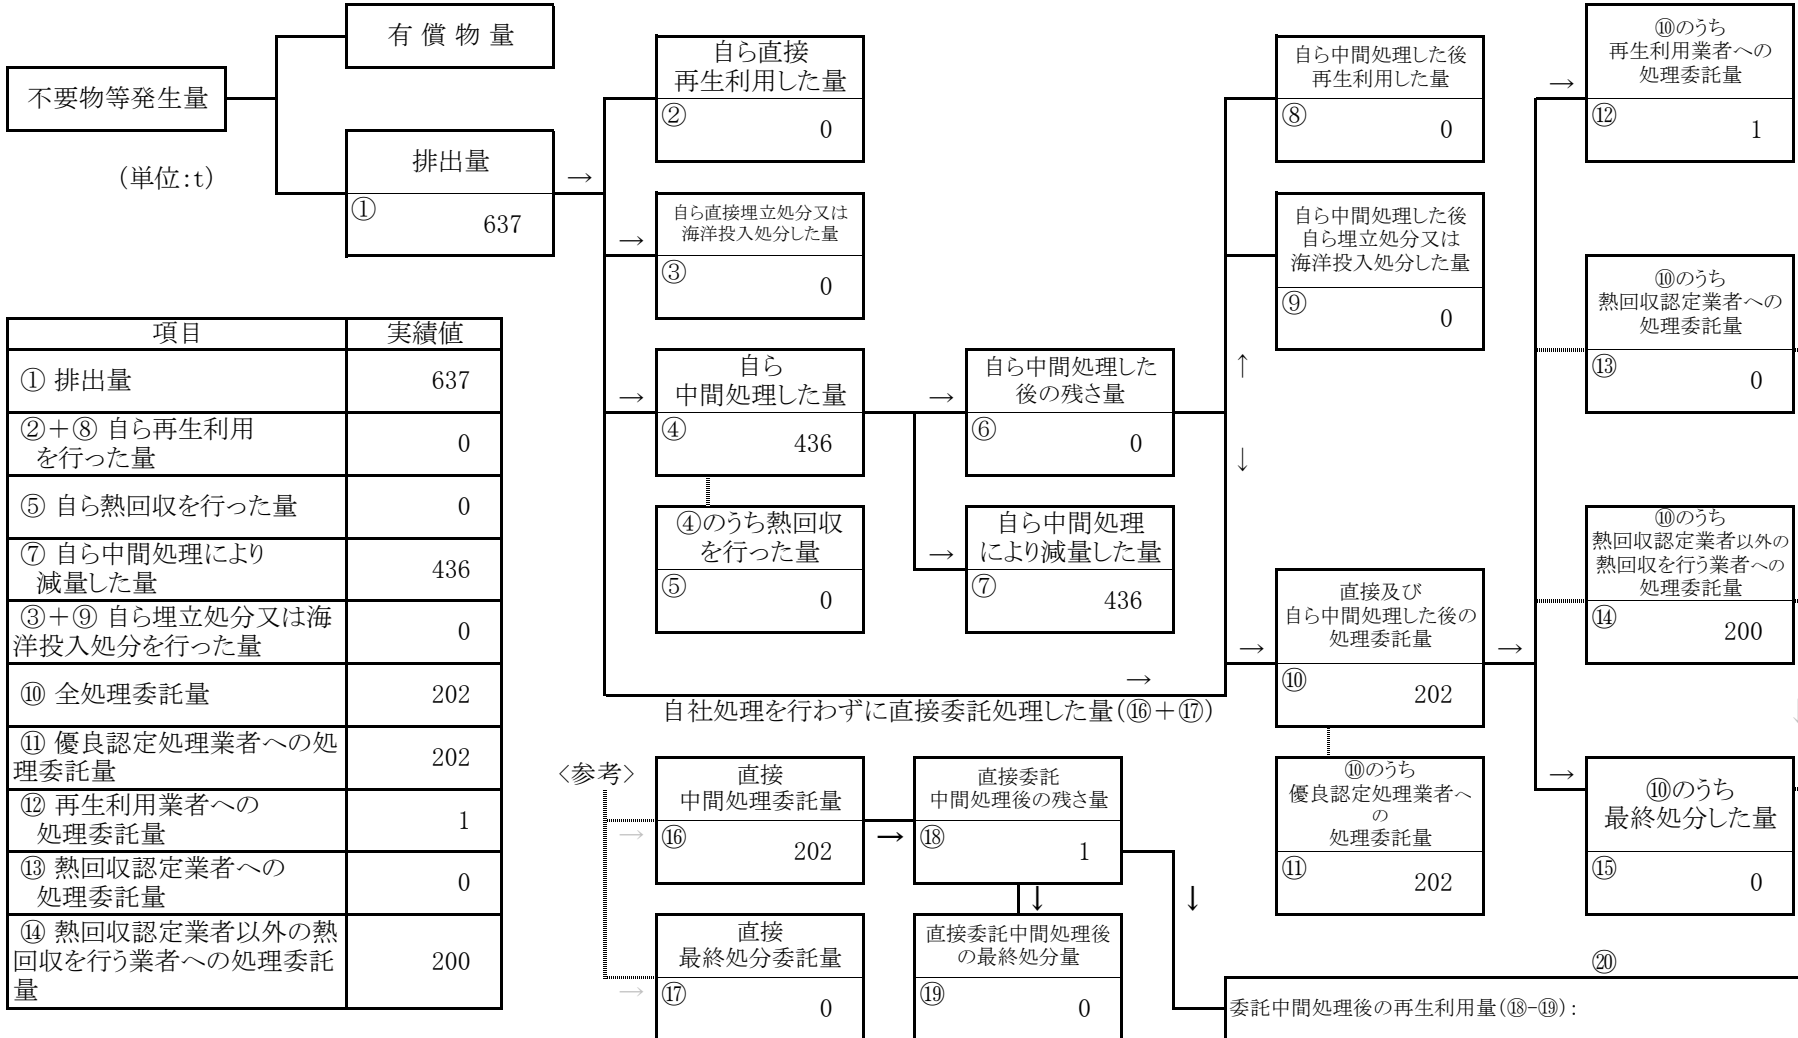 有 償 物 量
不要物等発生量
(単位:t)
排出量
①
637
→
自ら直接
再生利用した量
②
0
→
自ら直接埋立処分又は
海洋投入処分した量
③
0
→
自ら
中間処理した量
④
436
④のうち熱回収
を行った量
⑤
0
→
自ら中間処理した
後の残さ量
⑥
0
→
自ら中間処理
により減量した量
⑦
436
自ら中間処理した後
再生利用した量
⑧
0
自ら中間処理した後
自ら埋立処分又は
海洋投入処分した量
⑨
0
↑
↓
→
直接及び
自ら中間処理した後の
処理委託量
⑩
202
→
⑩のうち
優良認定処理業者へ
の
処理委託量
⑪
202
→
⑩のうち
再生利用業者への
処理委託量
⑫
1
⑩のうち
熱回収認定業者への
処理委託量
⑬
0
⑩のうち
熱回収認定業者以外の
熱回収を行う業者への
処理委託量
⑭
200
→
⑩のうち
最終処分した量
⑮
0
項目 実績値
① 排出量 637
②+⑧ 自ら再生利用
を行った量 0
⑤ 自ら熱回収を行った量 0
⑦ 自ら中間処理により
減量した量 436
③+⑨ 自ら埋立処分又は海
洋投入処分を行った量 0
⑩ 全処理委託量 202
⑪ 優良認定処理業者への処
理委託量 202
⑫ 再生利用業者への
処理委託量 1
⑬ 熱回収認定業者への
処理委託量 0
⑭ 熱回収認定業者以外の熱
回収を行う業者への処理委託
量 200
→
自社処理を行わずに直接委託処理した量(⑯+⑰)
<参考>
→
直接
中間処理委託量
⑯
202
→
直接委託
中間処理後の残さ量
⑱
1
↓
↓
→
直接
最終処分委託量
⑰
0
直接委託中間処理後
の最終処分量
⑲
0
⑳
委託中間処理後の再生利用量(⑱-⑲):